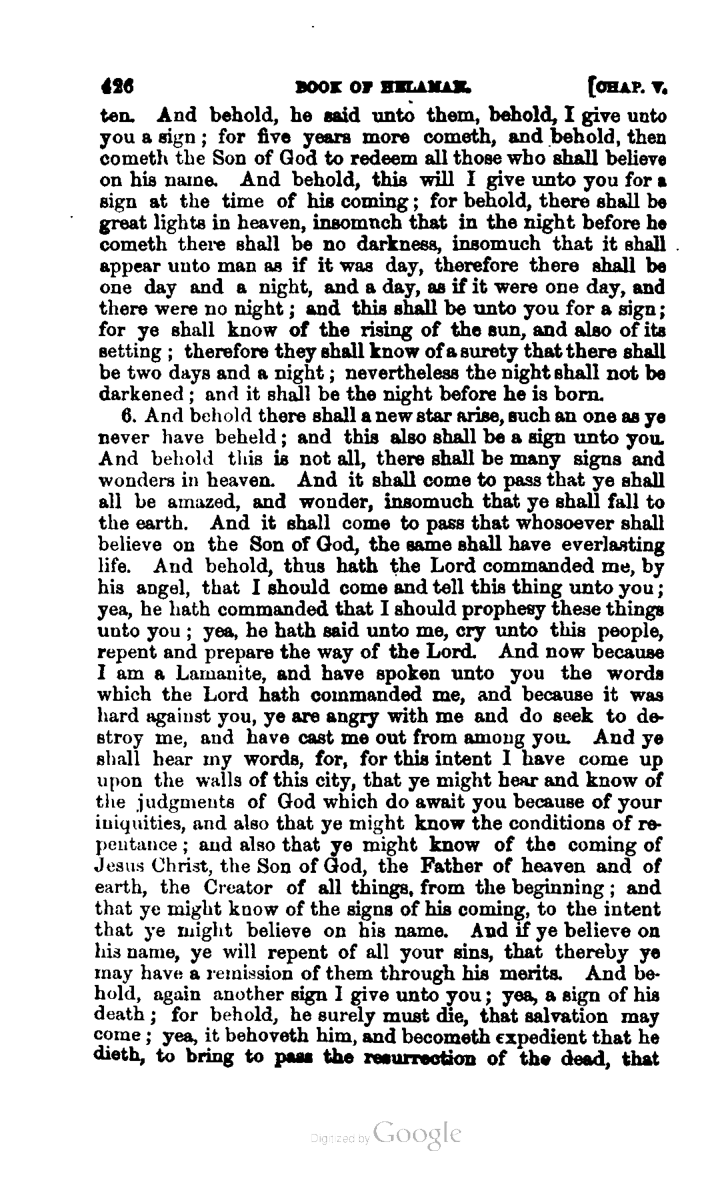 426 BOOK OF HELAMAN. [CHAP. V.
ten. And behold, he said unto them, behold, I give unto
you a sign; for five years more cometh, and behold, then
cometh the Son of God to redeem all those who shall believe
on his name. And behold, this will I give unto you for a
sign at the time of his coming; for behold, there shall be
great lights in heaven, insomnch that in the night before he
cometh there shall be no darkness, insomuch that it shall
appear unto man as if it was day, therefore there shall be
one day and a night, and a day, as if it were one day, and
there were no night; and this shall be unto you for a sign;
for ye shall know of the rising of the sun, and also of its
setting; therefore they shall know of a surety that there shall
be two days and a night; nevertheless the night shall not be
darkened; and it shall be the night before he is born.
6. And behold there shall a new star arise, such an one as ye
never have beheld; and this also shall be a sign unto you.
And behold this is not all, there shall be many signs and
wonders in heaven. And it shall come to pass that ye shall
all be amazed, and wonder, insomuch that ye shall fall to
the earth. And it shall come to pass that whosoever shall
believe on the Son of God, the same shall have everlasting
life. And behold, thus hath the Lord commanded me, by
his angel, that I should come and tell this thing unto you;
yea, he hath commanded that I should prophesy these things
unto you; yea, he hath said unto me, cry unto this people,
repent and prepare the way of the Lord. And now because
I am a Lamanite, and have spoken unto you the words
which the Lord hath commanded me, and because it was
hard against you, ye are angry with me and do seek to de-
stroy me, and have cast me out from among you. And ye
shall hear my words, for, for this intent I have come up
upon the walls of this city, that ye might hear and know of
the judgments of God which do await you because of your
iniquities, and also that ye might know the conditions of re-
pentance; and also that ye might know of the coming of
Jesus Christ, the Son of God, the Father of heaven and of
earth, the Creator of all things, from the beginning; and
that ye might know of the signs of his coming, to the intent
that ye might believe on his name. And if ye believe on
his name, ye will repent of all your sins, that thereby ye
may have a remission of them through his merits. And be-
hold, again another sign I give unto you; yea, a sign of his
death; for behold, he surely must die, that salvation may
come; yea, it behoveth him, and becometh expedient that he
dieth, to bring to pass the resurrection of the dead, that
Digitized by Google